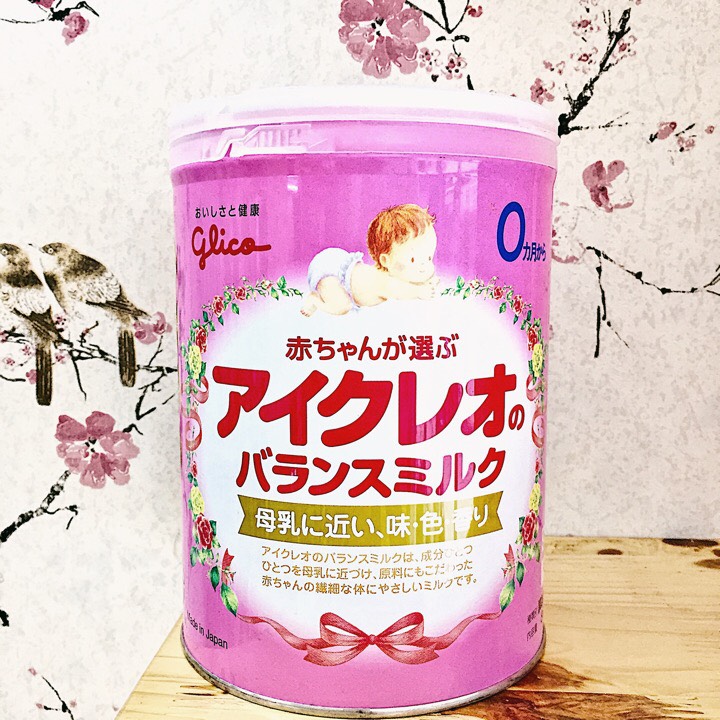 おいしさと健康
glico
0カ月から
赤ちゃんが選ぶ
アイクレオの
バランスミルク
母乳に近い、味・色・香り
アイクレオのバランスミルクは、成分ひとつ
ひとつを母乳に近づけ、原料にもこだわった
赤ちゃんの繊細な体にやさしいミルクです。
Made in Japan